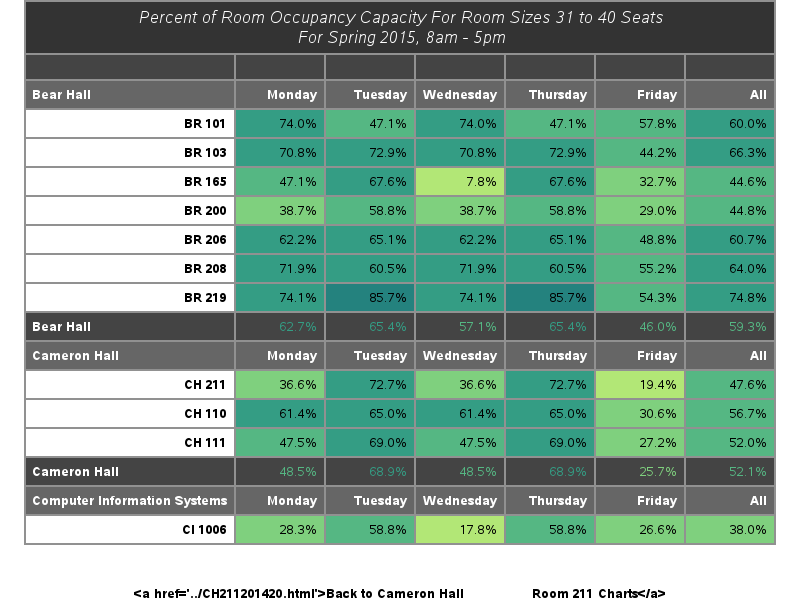 Percent of Room Occupancy Capacity For Room Sizes 31 to 40 Seats
For Spring 2015, 8am - 5pm
Bear Hall Monday Tuesday Wednesday Thursday Friday All
BR 101 74.0% 47.1% 74.0% 47.1% 57.8% 60.0%
BR 103 70.8% 72.9% 70.8% 72.9% 44.2% 66.3%
BR 165 47.1% 67.6% 7.8% 67.6% 32.7% 44.6%
BR 200 38.7% 58.8% 38.7% 58.8% 29.0% 44.8%
BR 206 62.2% 65.1% 62.2% 65.1% 48.8% 60.7%
BR 208 71.9% 60.5% 71.9% 60.5% 55.2% 64.0%
BR 219 74.1% 85.7% 74.1% 85.7% 54.3% 74.8%
Bear Hall 62.7% 65.4% 57.1% 65.4% 46.0% 59.3%
Cameron Hall Monday Tuesday Wednesday Thursday Friday All
CH 211 36.6% 72.7% 36.6% 72.7% 19.4% 47.6%
CH 110 61.4% 65.0% 61.4% 65.0% 30.6% 56.7%
CH 111 47.5% 69.0% 47.5% 69.0% 27.2% 52.0%
Cameron Hall 48.5% 68.9% 48.5% 68.9% 25.7% 52.1%
Computer Information Systems Monday Tuesday Wednesday Thursday Friday All
CI 1006 28.3% 58.8% 17.8% 58.8% 26.6% 38.0%
<a href='../CH211201420.html'>Back to Cameron Hall Room 211 Charts</a>